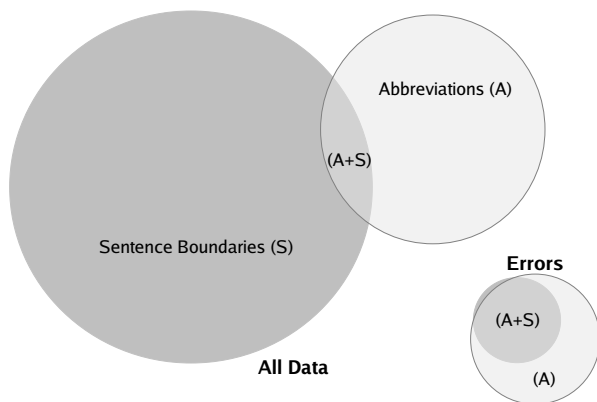 Abbreviations (A)
(A+S)
Sentence Boundaries (S)
Errors
(A+S)
(A)
All Data